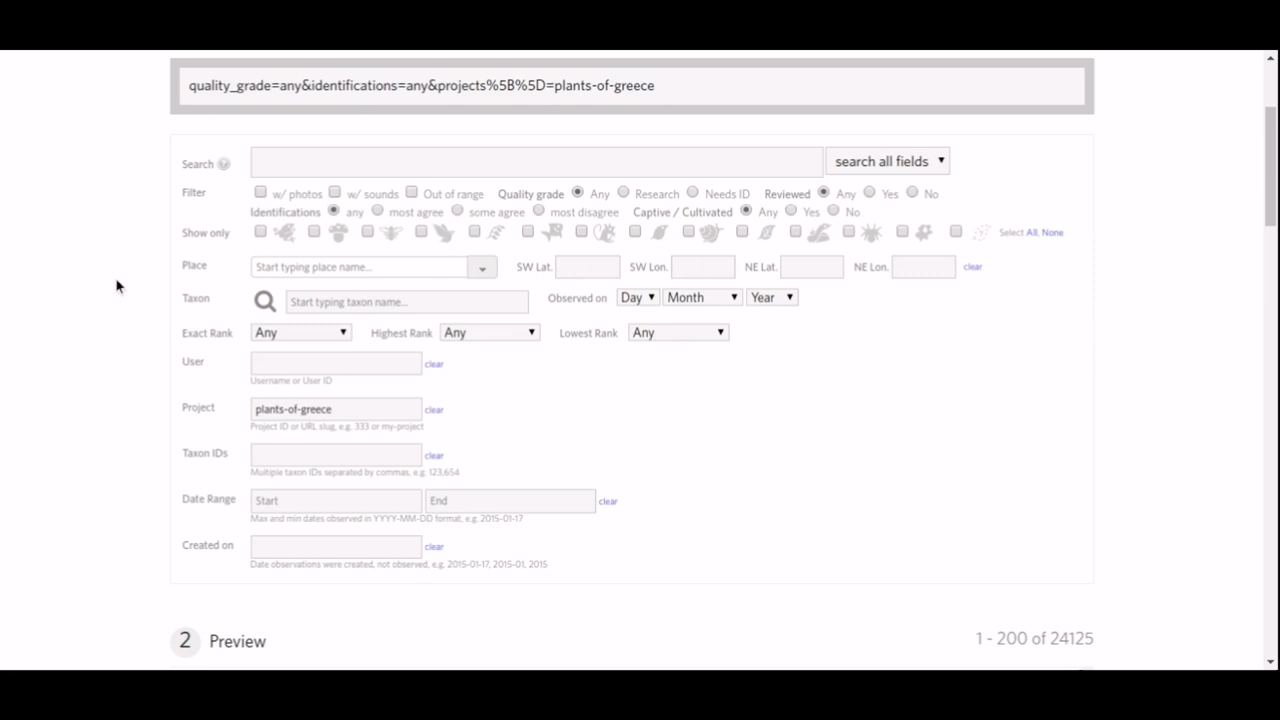 quality_grade=any&identifications=any&projects%5B%5D=plants-of-greece
Search ? search all fields
Filter w/ photos w/ sounds Out of range Quality grade Any Research Needs ID Reviewed Any Yes No
Identifications any most agree some agree most disagree Captive / Cultivated Any Yes No
Show only Select All, None
Place Start typing place name... SW Lat. SW Lon. NE Lat. NE Lon. clear
Taxon Start typing taxon name... Observed on Day Month Year
Exact Rank Any Highest Rank Any Lowest Rank Any
User clear
Username or User ID
Project plants-of-greece clear
Project ID or URL slug, e.g. 333 or my-project
Taxon IDs clear
Multiple taxon IDs separated by commas, e.g. 123,654
Date Range Start End clear
Max and min dates observed in YYYY-MM-DD format, e.g. 2015-01-17
Created on clear
Date observations were created, not observed, e.g. 2015-01-17, 2015-01, 2015
2 Preview 1 - 200 of 24125